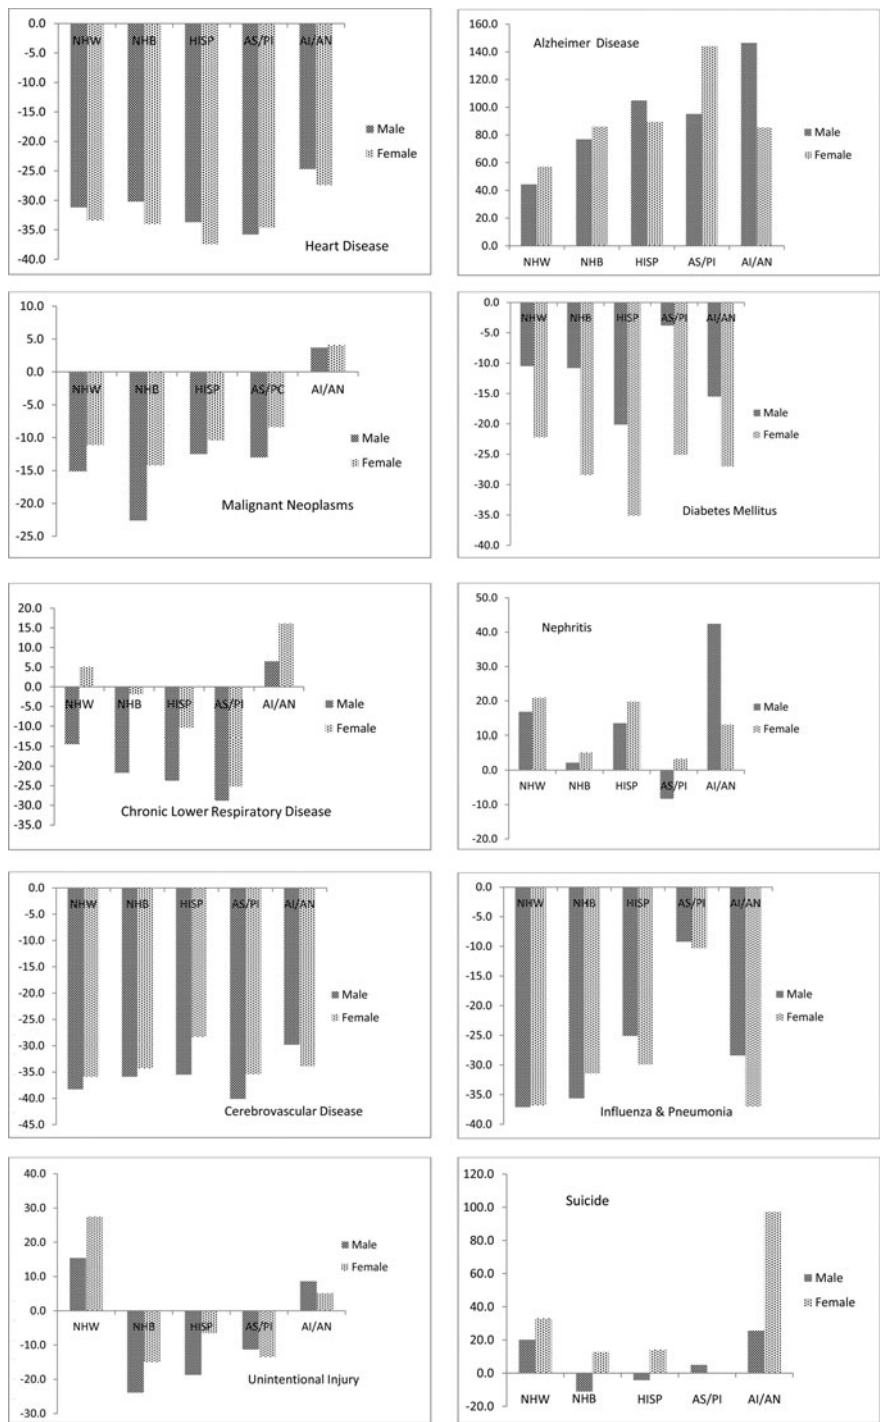 0.0
-5.0
-10.0
-15.0
-20.0
-25.0
-30.0
-35.0
-40.0
NHW NHB HISP AS/PI AI/AN
Male
Female
Heart Disease
160.0
140.0
120.0
100.0
80.0
60.0
40.0
20.0
0.0
Alzheimer Disease
Male
Female
NHW NHB HISP AS/PI AI/AN
10.0
5.0
0.0
-5.0
-10.0
-15.0
-20.0
-25.0
NHW NHB HISP AS/PC AI/AN
Male
Female
Malignant Neoplasms
0.0
-5.0
-10.0
-15.0
-20.0
-25.0
-30.0
-35.0
-40.0
NHW NHB HISP AS/PI AI/AN
Male
Female
Diabetes Mellitus
20.0
15.0
10.0
5.0
0.0
-5.0
-10.0
-15.0
-20.0
-25.0
-30.0
-35.0
NHW NHB HISP AS/PI AI/AN
Male
Female
Chronic Lower Respiratory Disease
50.0
40.0
30.0
20.0
10.0
0.0
-10.0
-20.0
Nephritis
Male
Female
NHW NHB HISP AS/PI AI/AN
0.0
-5.0
-10.0
-15.0
-20.0
-25.0
-30.0
-35.0
-40.0
-45.0
NHW NHB HISP AS/PI AI/AN
Male
Female
Cerebrovascular Disease
0.0
-5.0
-10.0
-15.0
-20.0
-25.0
-30.0
-35.0
-40.0
NHW NHB HISP AS/PI AI/AN
Male
Female
Influenza & Pneumonia
40.0
30.0
20.0
10.0
0.0
-10.0
-20.0
-30.0
Male
Female
NHW NHB HISP AS/PI AI/AN
Unintentional Injury
120.0
100.0
80.0
60.0
40.0
20.0
0.0
-20.0
Suicide
Male
Female
NHW NHB HISP AS/PI AI/AN